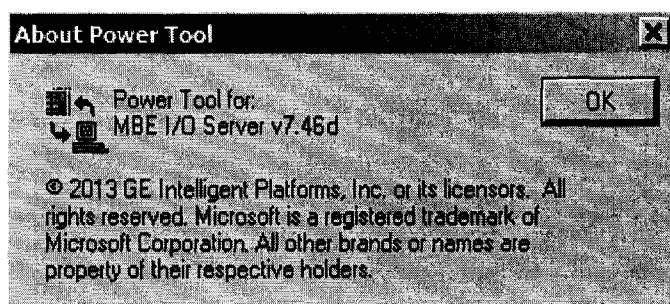 About Power Tool
Power Tool for:
MBE I/O Server v7.46d
OK
© 2013 GE Intelligent Platforms, Inc. or its licensors. All
rights reserved. Microsoft is a registered trademark of
Microsoft Corporation. All other brands or names are
property of their respective holders.